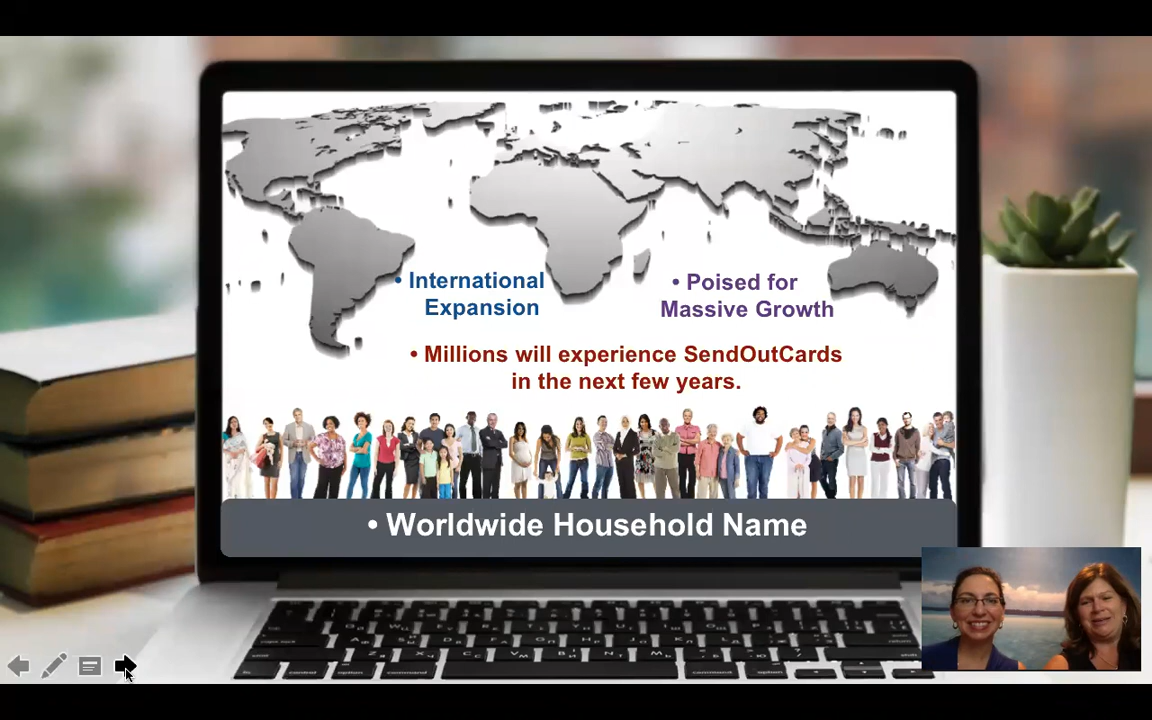 • International
Expansion
• Poised for
Massive Growth
• Millions will experience SendOutCards
in the next few years.
• Worldwide Household Name